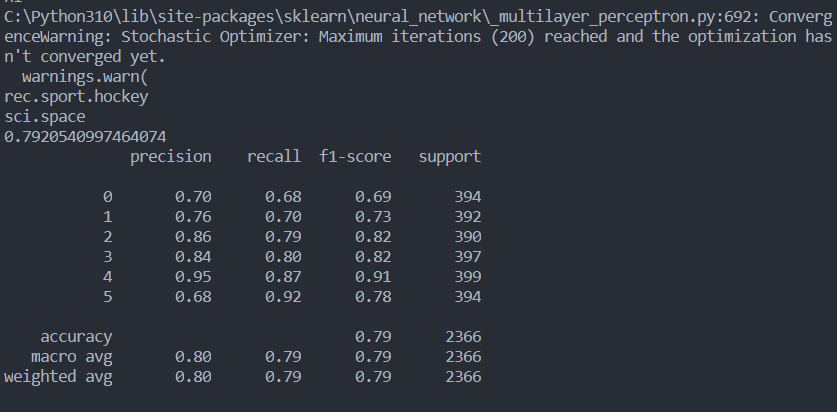 C:\Python310\lib\site-packages\sklearn\neural_network\_multilayer_perceptron.py:692: Converg
enceWarning: Stochastic Optimizer: Maximum iterations (200) reached and the optimization has
n't converged yet.
  warnings.warn(
rec.sport.hockey
sci.space
0.7920540997464074
              precision    recall  f1-score   support

           0       0.70      0.68      0.69       394
           1       0.76      0.70      0.73       392
           2       0.86      0.79      0.82       390
           3       0.84      0.80      0.82       397
           4       0.95      0.87      0.91       399
           5       0.68      0.92      0.78       394

    accuracy                           0.79      2366
   macro avg       0.80      0.79      0.79      2366
weighted avg       0.80      0.79      0.79      2366